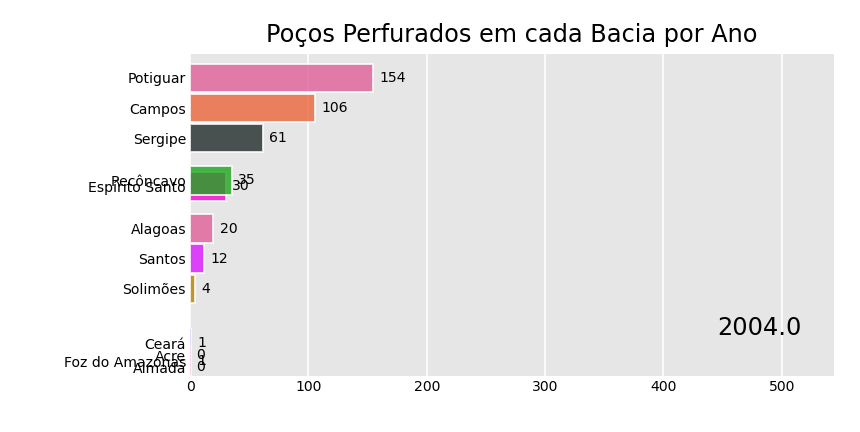 Poços Perfurados em cada Bacia por Ano
Potiguar 154
Campos 106
Sergipe 61
Recôncavo 35
Espírito Santo 30
Alagoas 20
Santos 12
Solimões 4
2004.0
Ceará 1
Acre 0
Foz do Amazonas 1
Almada 0
0 100 200 300 400 500